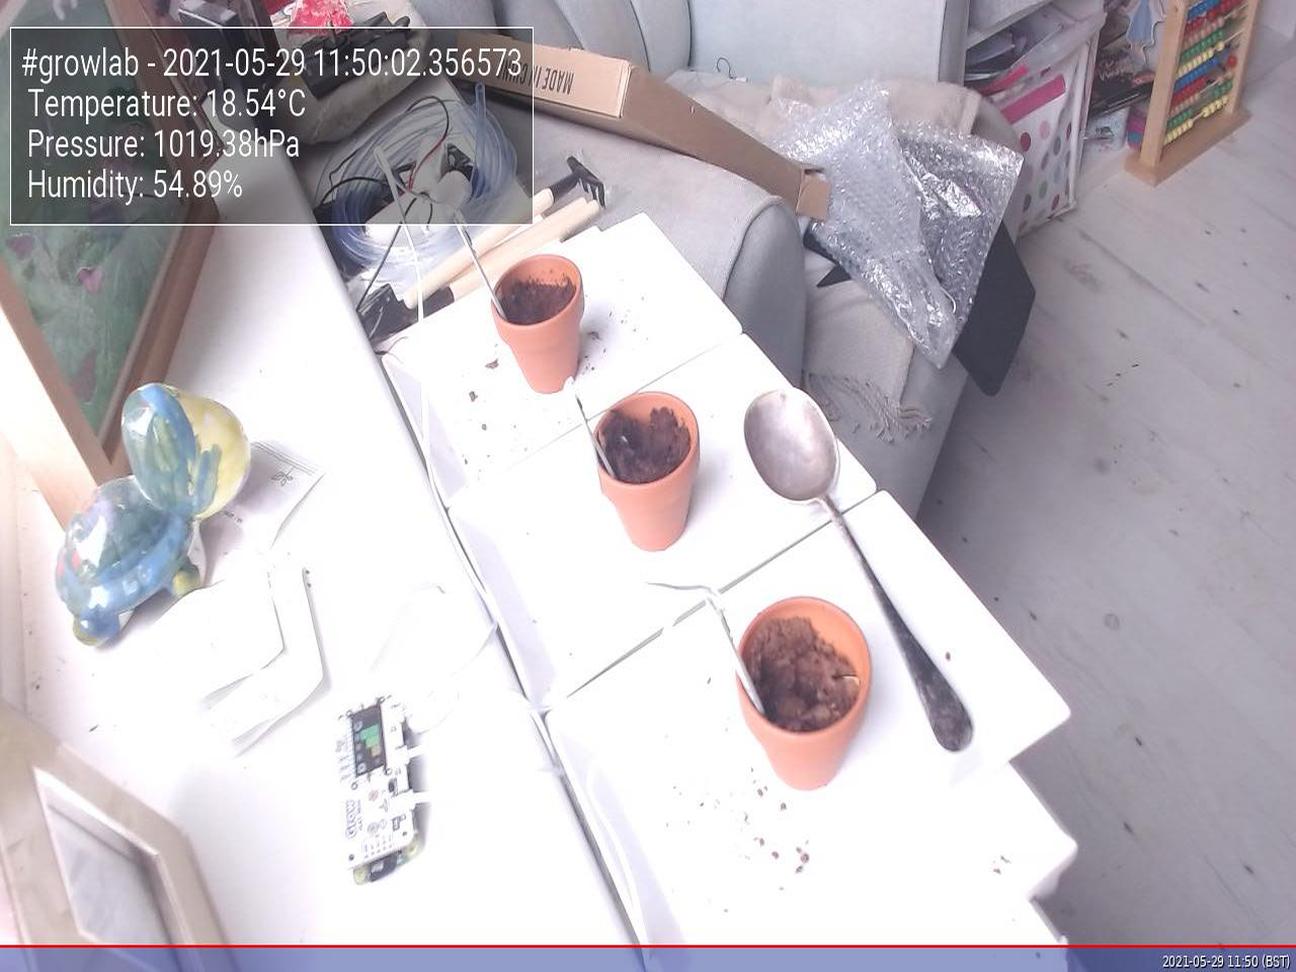 #growlab - 2021-05-29 11:50:02.356573
Temperature: 18.54°C
Pressure: 1019.38hPa
Humidity: 54.89%
MADE IN
Grow
2021-05-29 11:50 (BST)